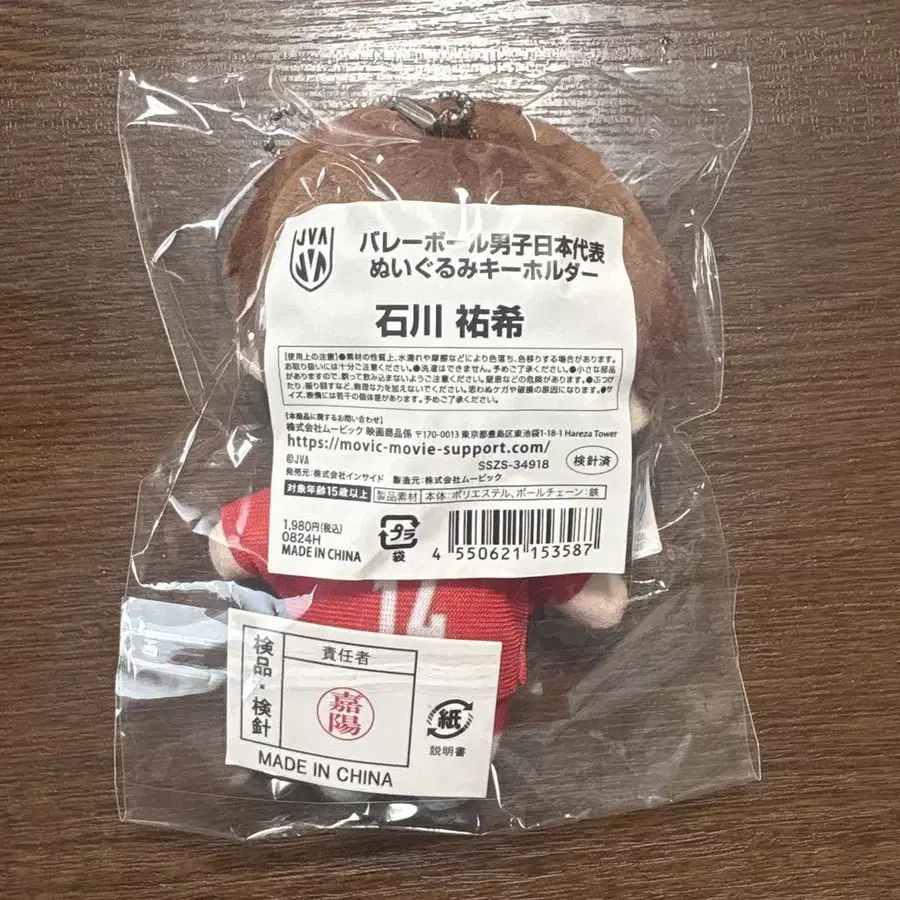 JVA
バレーボール男子日本代表
ぬいぐるみキーホルダー
石川 祐希
【使用上の注意】●素材の性質上、水濡れや摩擦などにより色落ち、色移りする場合があります。
お取り扱いには十分ご注意ください。●洗濯はできません。予めご了承ください。●小さな部品
がありますので、誤って飲み込まないようご注意ください。窒息などの危険があります。●ぶつけ
たり、振り回すなど、無理な力を加えないでください。思わぬケガや破損の原因になります。●サ
イズ、表情には若干の個体差があります。予めご了承ください。
【本商品に関するお問い合わせ】
株式会社ムービック 映画商品係 〒170-0013 東京都豊島区東池袋1-18-1 Hareza Tower
https://movic-movie-support.com/
©JVA
SSZS-34918
検針済
発売元:株式会社インサイド 製造元:株式会社ムービック
対象年齢15歳以上 製品素材 本体:ポリエステル、ボールチェーン:鉄
1,980円(税込)
0824H
MADE IN CHINA
プラ
袋
4 550621 153587
14
検品・検針
責任者
嘉陽
紙
説明書
MADE IN CHINA